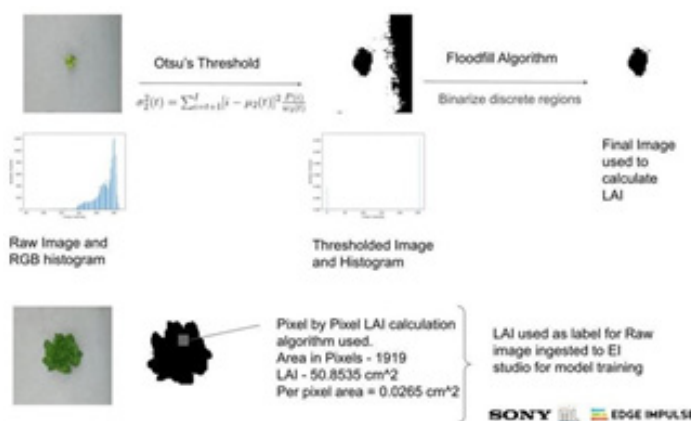 Otsu's Threshold
Floodfill Algorithm
Binarize discrete regions
Final Image
used to
calculate
LAI
Raw Image and
RGB histogram
Thresholded Image
and Histogram
Pixel by Pixel LAI calculation
algorithm used.
Area in Pixels - 1919
LAI - 50.8535 cm^2
Per pixel area = 0.0265 cm^2
LAI used as label for Raw
image ingested to EI
studio for model training
SONY
EDGE IMPULSE